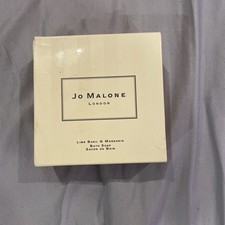 Jo Malone
London
Lime Basil & Mandarin
Bath Soap
Savon de Bain